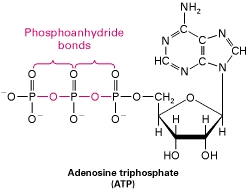 NH₂
Phosphoanhydride
bonds
C
N
C
N
HC
C
CH
N
N
O
O
O
⁻O—P—O—P—O—P—O—CH₂
O
O⁻
O⁻
O⁻
H
H
H
H
HO
OH
Adenosine triphosphate
(ATP)